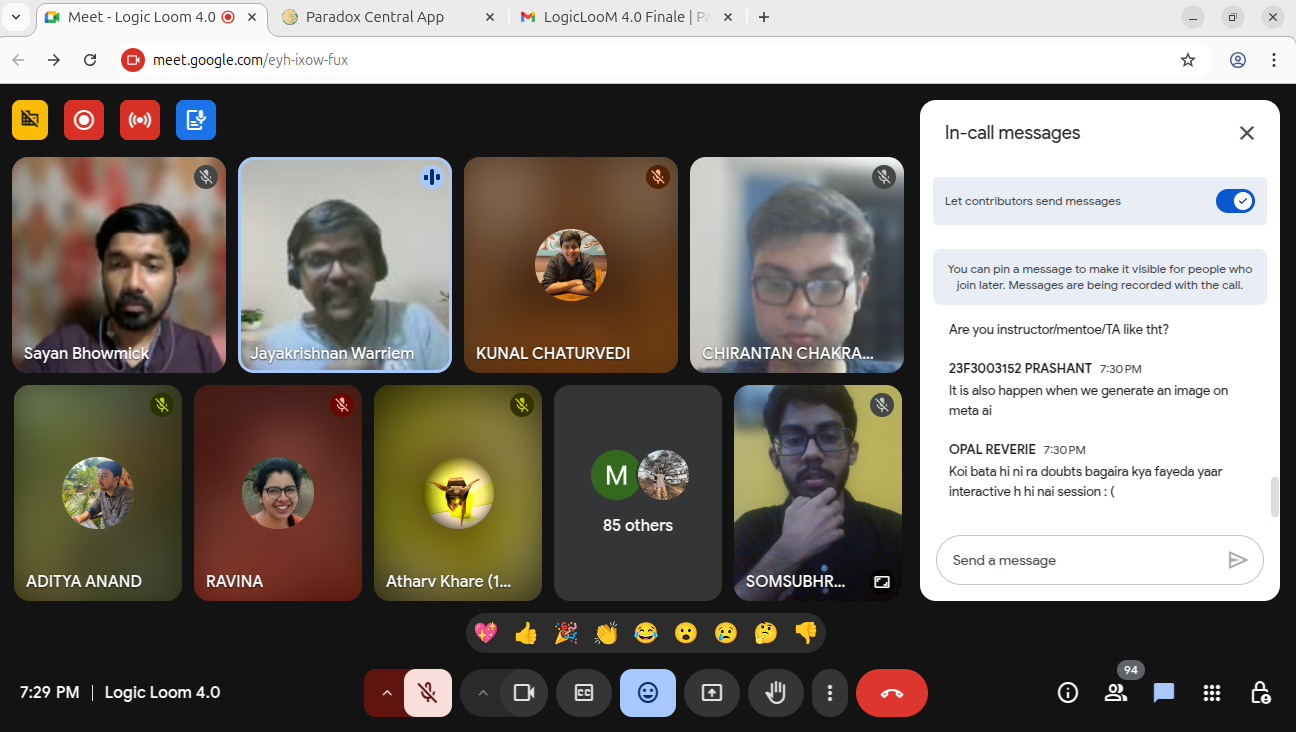 Meet - Logic Loom 4.0
Paradox Central App
LogicLooM 4.0 Finale | Pa
meet.google.com/eyh-ixow-fux
In-call messages
Let contributors send messages
You can pin a message to make it visible for people who
join later. Messages are being recorded with the call.
Are you instructor/mentoe/TA like tht?
23F3003152 PRASHANT 7:30 PM
It is also happen when we generate an image on
meta ai
OPAL REVERIE 7:30 PM
Koi bata hi ni ra doubts bagaira kya fayeda yaar
interactive h hi nai session : (
Send a message
Sayan Bhowmick
Jayakrishnan Warriem
KUNAL CHATURVEDI
CHIRANTAN CHAKRA...
ADITYA ANAND
RAVINA
Atharv Khare (1...
M
85 others
SOMSUBHR...
7:29 PM | Logic Loom 4.0
CC
94